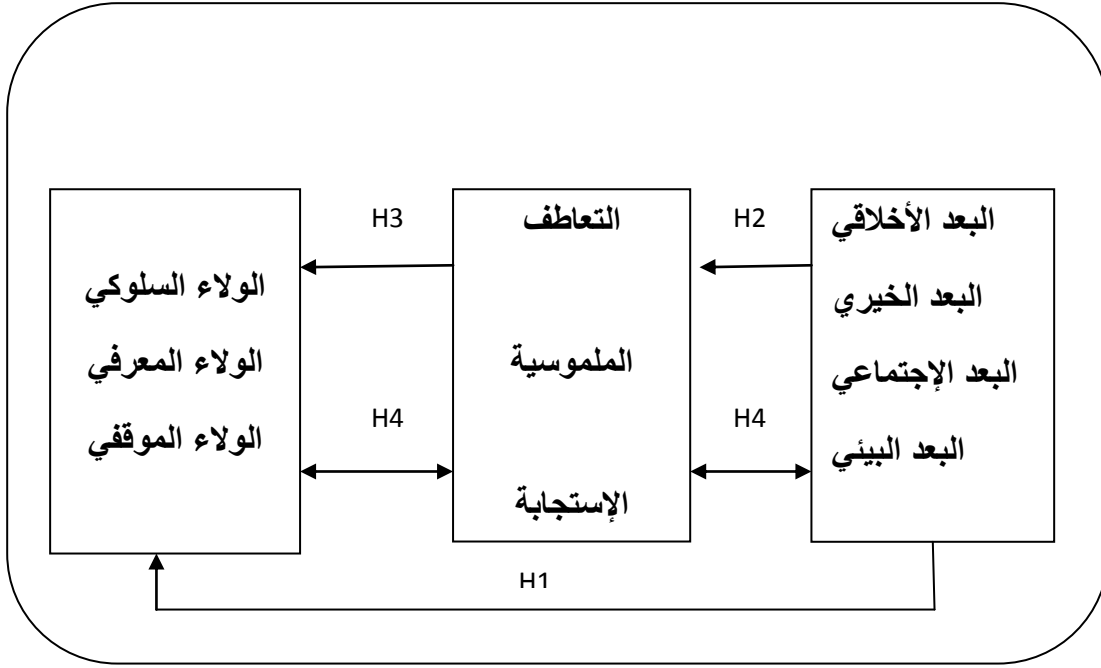 البعد الأخلاقي
البعد الخيري
البعد الإجتماعي
البعد البيئي
H2
H4
التعاطف
الملموسية
الإستجابة
H3
H4
الولاء السلوكي
الولاء المعرفي
الولاء الموقفي
H1